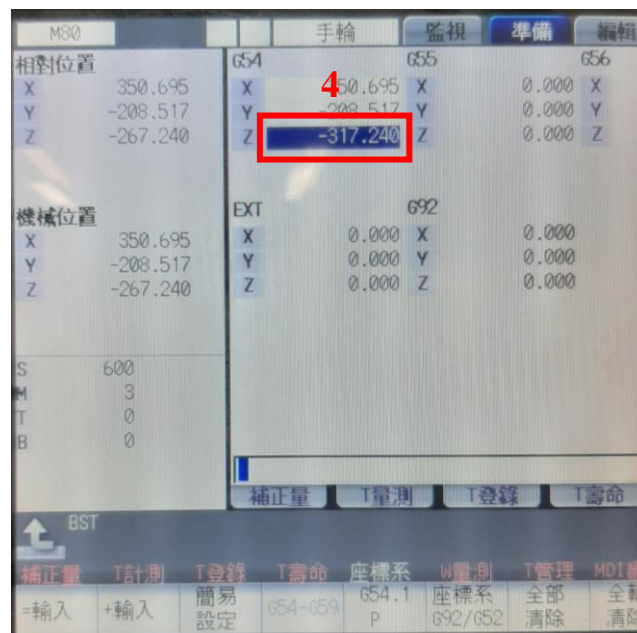 M80 手輪 監視 準備 編輯
相對位置 G54 G55 G56
X 350.695 X 450.695 X 0.000 X
Y -208.517 Y -208.517 Y 0.000 Y
Z -267.240 Z -317.240 Z 0.000 Z
機械位置 EXT G92
X 350.695 X 0.000 X 0.000
Y -208.517 Y 0.000 Y 0.000
Z -267.240 Z 0.000 Z 0.000
S 600
M 3
T 0
B 0
補正量 T量測 T登錄 T壽命
BST
補正量 T計測 T登錄 T壽命 座標系 W量測 T管理 MDI
=輸入 +輸入 簡易設定 G54-G59 G54.1 P 座標系 G92/G52 全部清除 清除